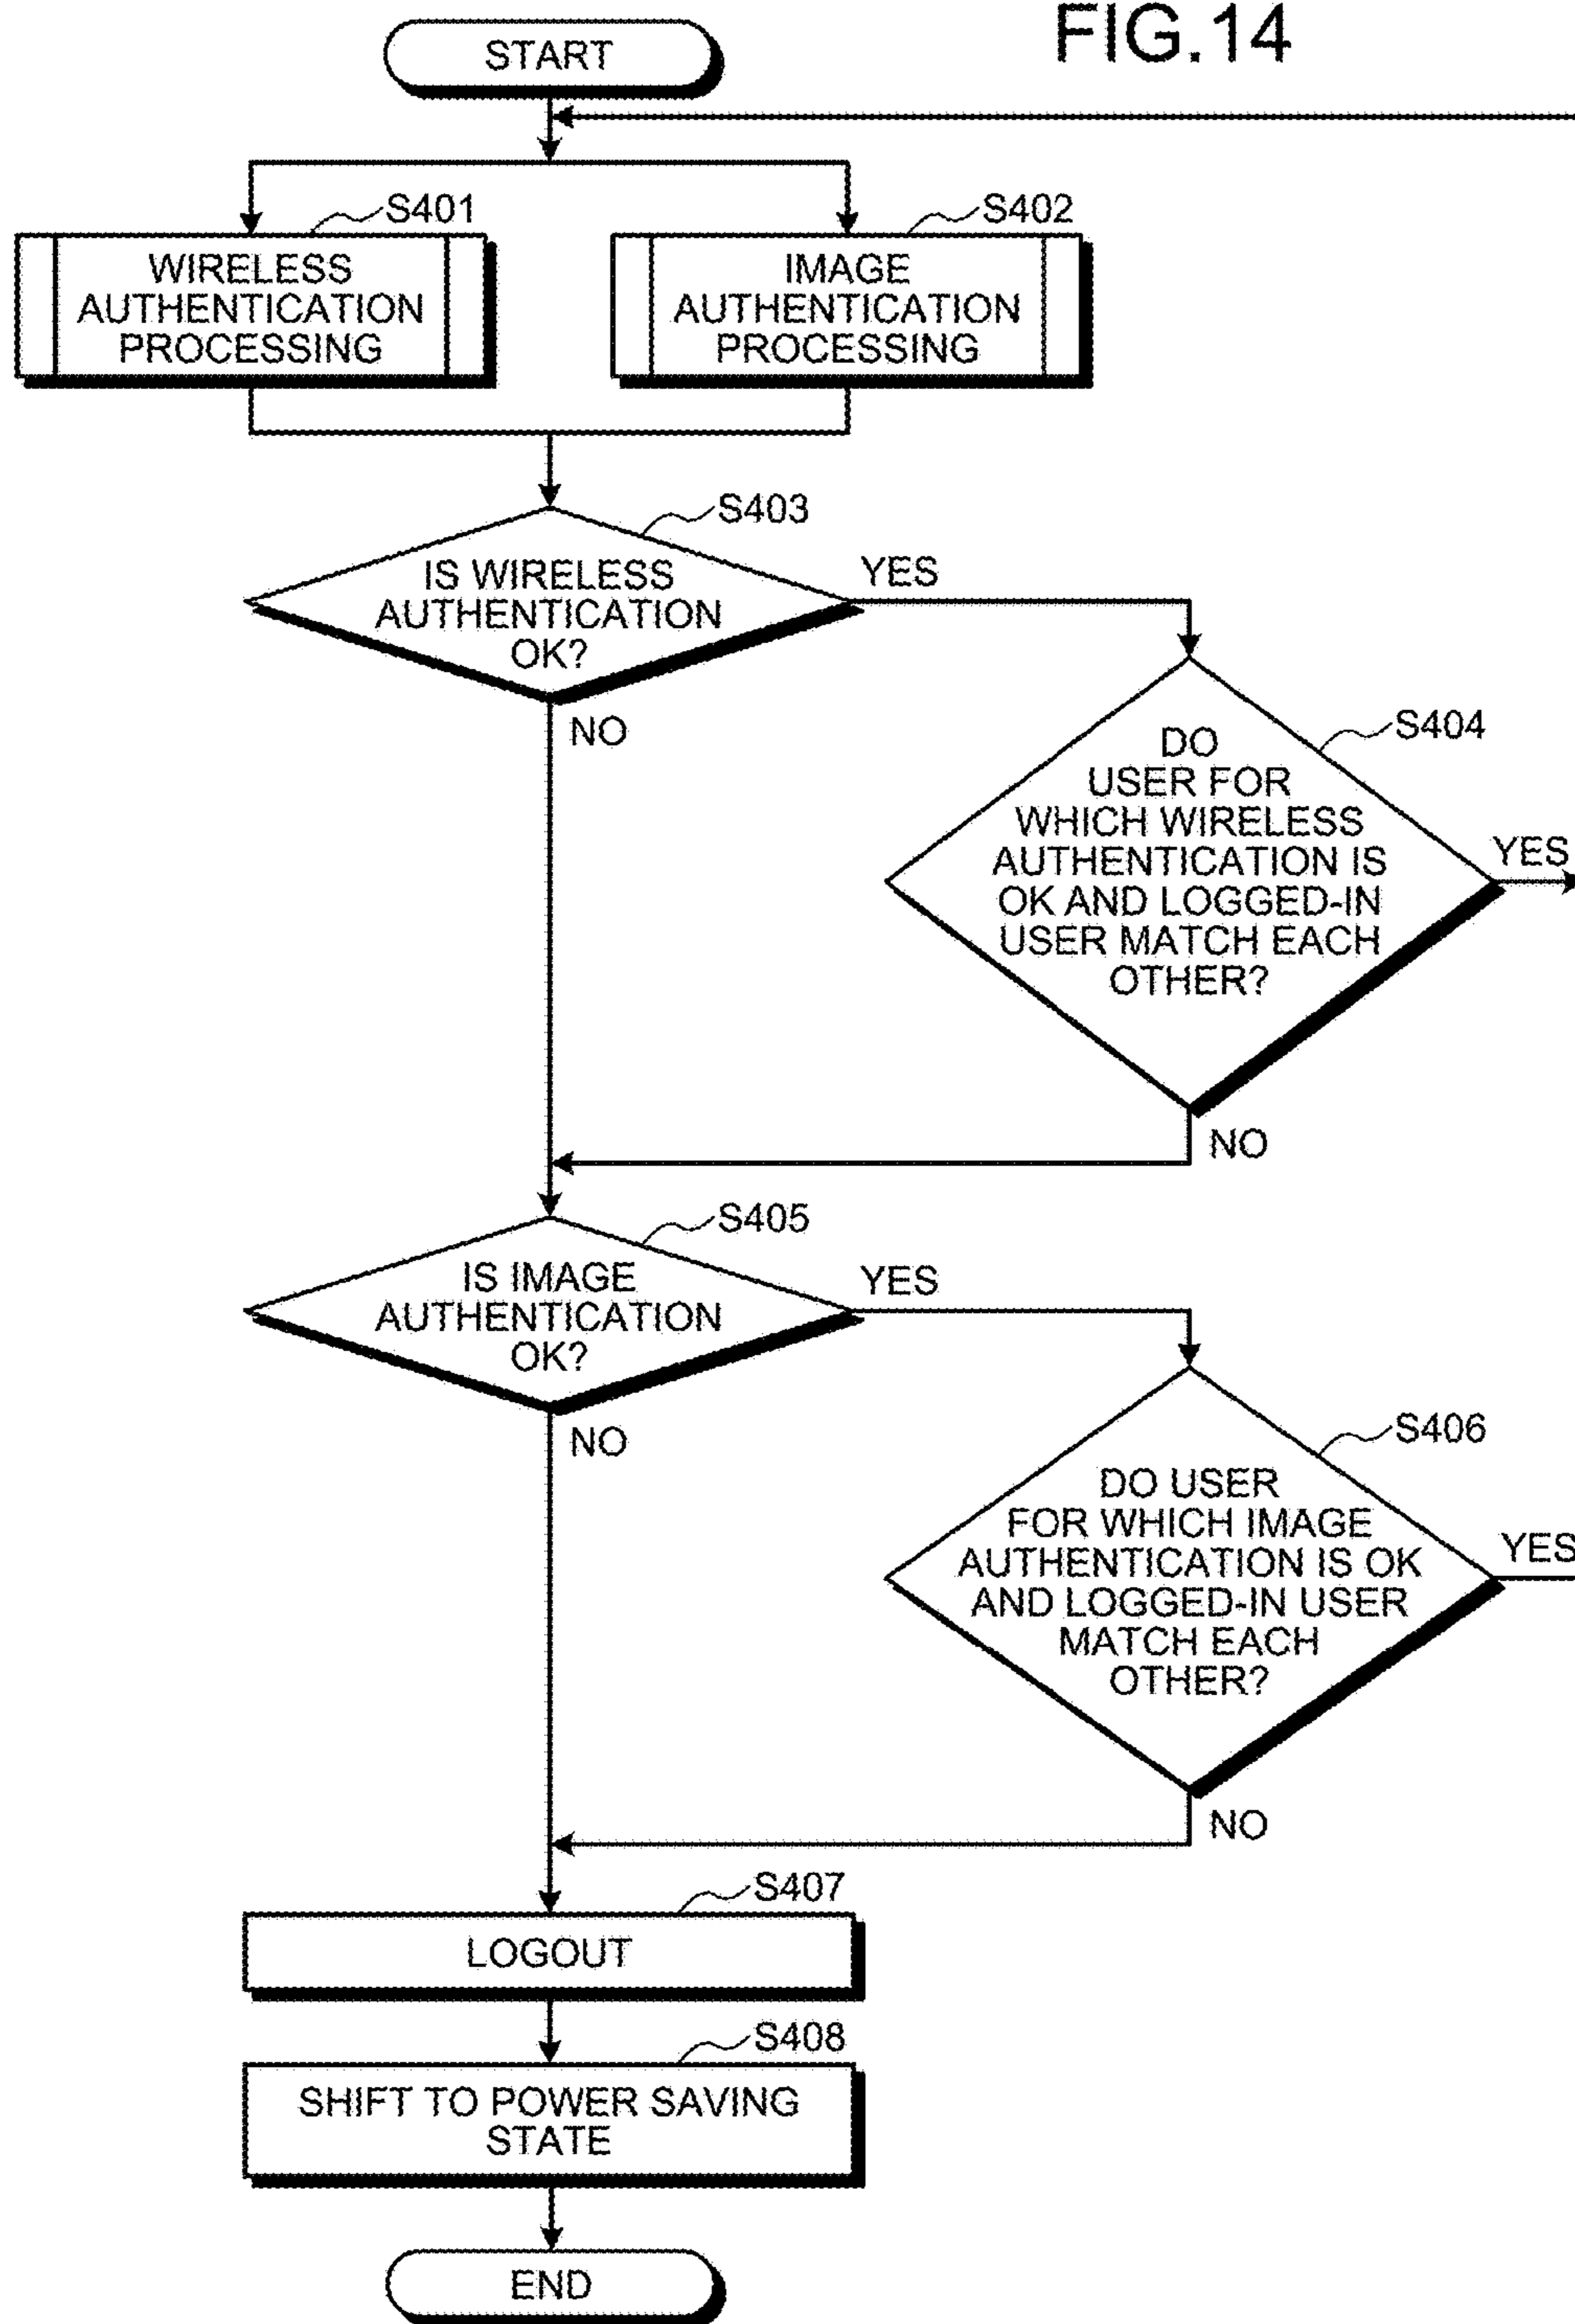 FIG.14
START
S401
S402
WIRELESS
AUTHENTICATION
PROCESSING
IMAGE
AUTHENTICATION
PROCESSING
S403
IS WIRELESS
AUTHENTICATION
OK?
YES
NO
S404
DO
USER FOR
WHICH WIRELESS
AUTHENTICATION IS
OK AND LOGGED-IN
USER MATCH EACH
OTHER?
YES
NO
S405
IS IMAGE
AUTHENTICATION
OK?
YES
NO
S406
DO USER
FOR WHICH IMAGE
AUTHENTICATION IS OK
AND LOGGED-IN USER
MATCH EACH
OTHER?
YES
NO
S407
LOGOUT
S408
SHIFT TO POWER SAVING
STATE
END